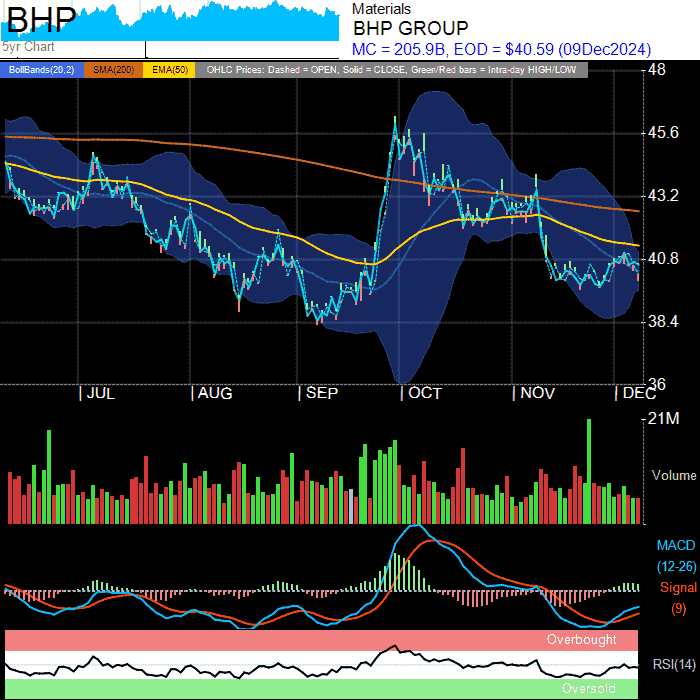 BHP
5yr Chart
Materials
BHP GROUP
MC = 205.9B, EOD = $40.59 (09Dec2024)
BollBands(20,2) SMA(200) EMA(50) OHLC Prices: Dashed = OPEN, Solid = CLOSE, Green/Red bars = Intra-day HIGH/LOW
48
45.6
43.2
40.8
38.4
36
JUL AUG SEP OCT NOV DEC
21M
Volume
MACD
(12-26)
Signal
(9)
Overbought
RSI(14)
Oversold